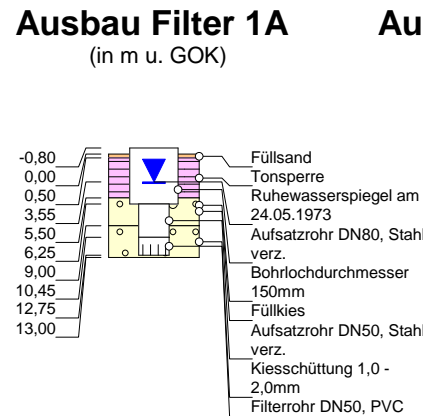 Ausbau Filter 1A
Au
(in m u. GOK)
-0,80
0,00
0,50
3,55
5,50
6,25
9,00
10,45
12,75
13,00
Füllsand
Tonsperre
Ruhewasserspiegel am
24.05.1973
Aufsatzrohr DN80, Stahl
verz.
Bohrlochdurchmesser
150mm
Füllkies
Aufsatzrohr DN50, Stahl
verz.
Kiesschüttung 1,0 -
2,0mm
Filterrohr DN50, PVC